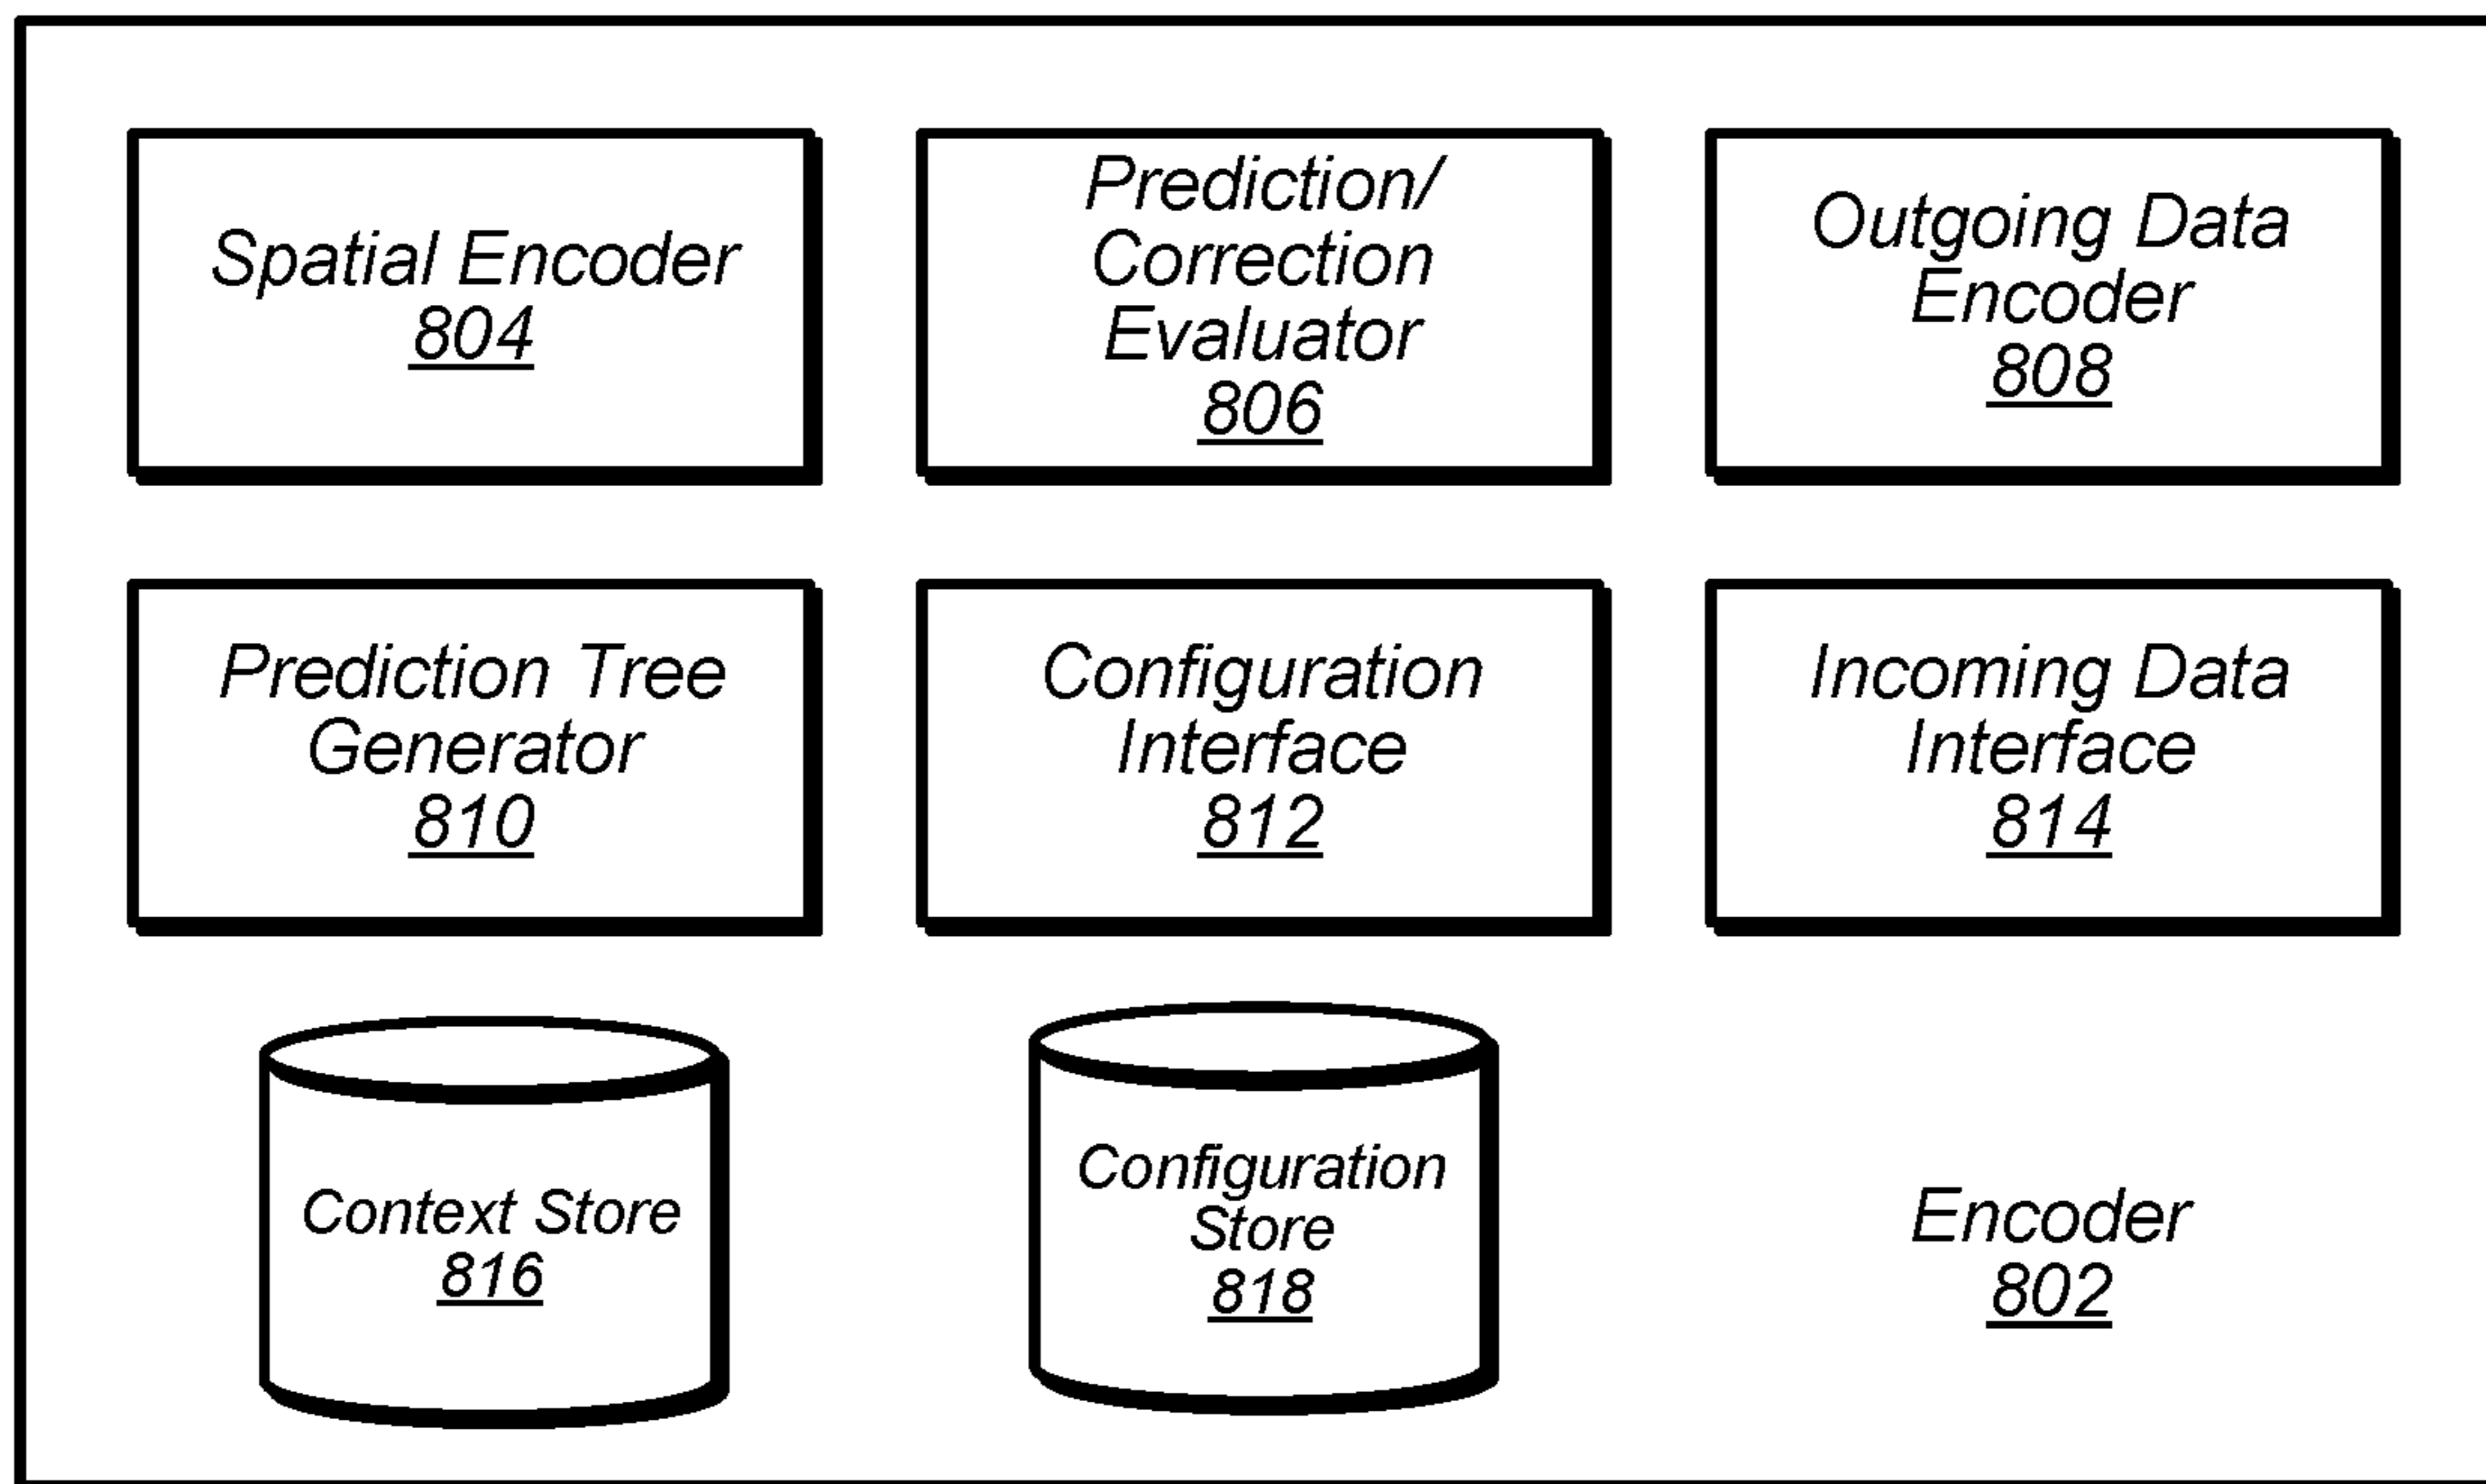 Spatial Encoder
804
Prediction/
Correction
Evaluator
806
Outgoing Data
Encoder
808
Prediction Tree
Generator
810
Configuration
Interface
812
Incoming Data
Interface
814
Context Store
816
Configuration
Store
818
Encoder
802